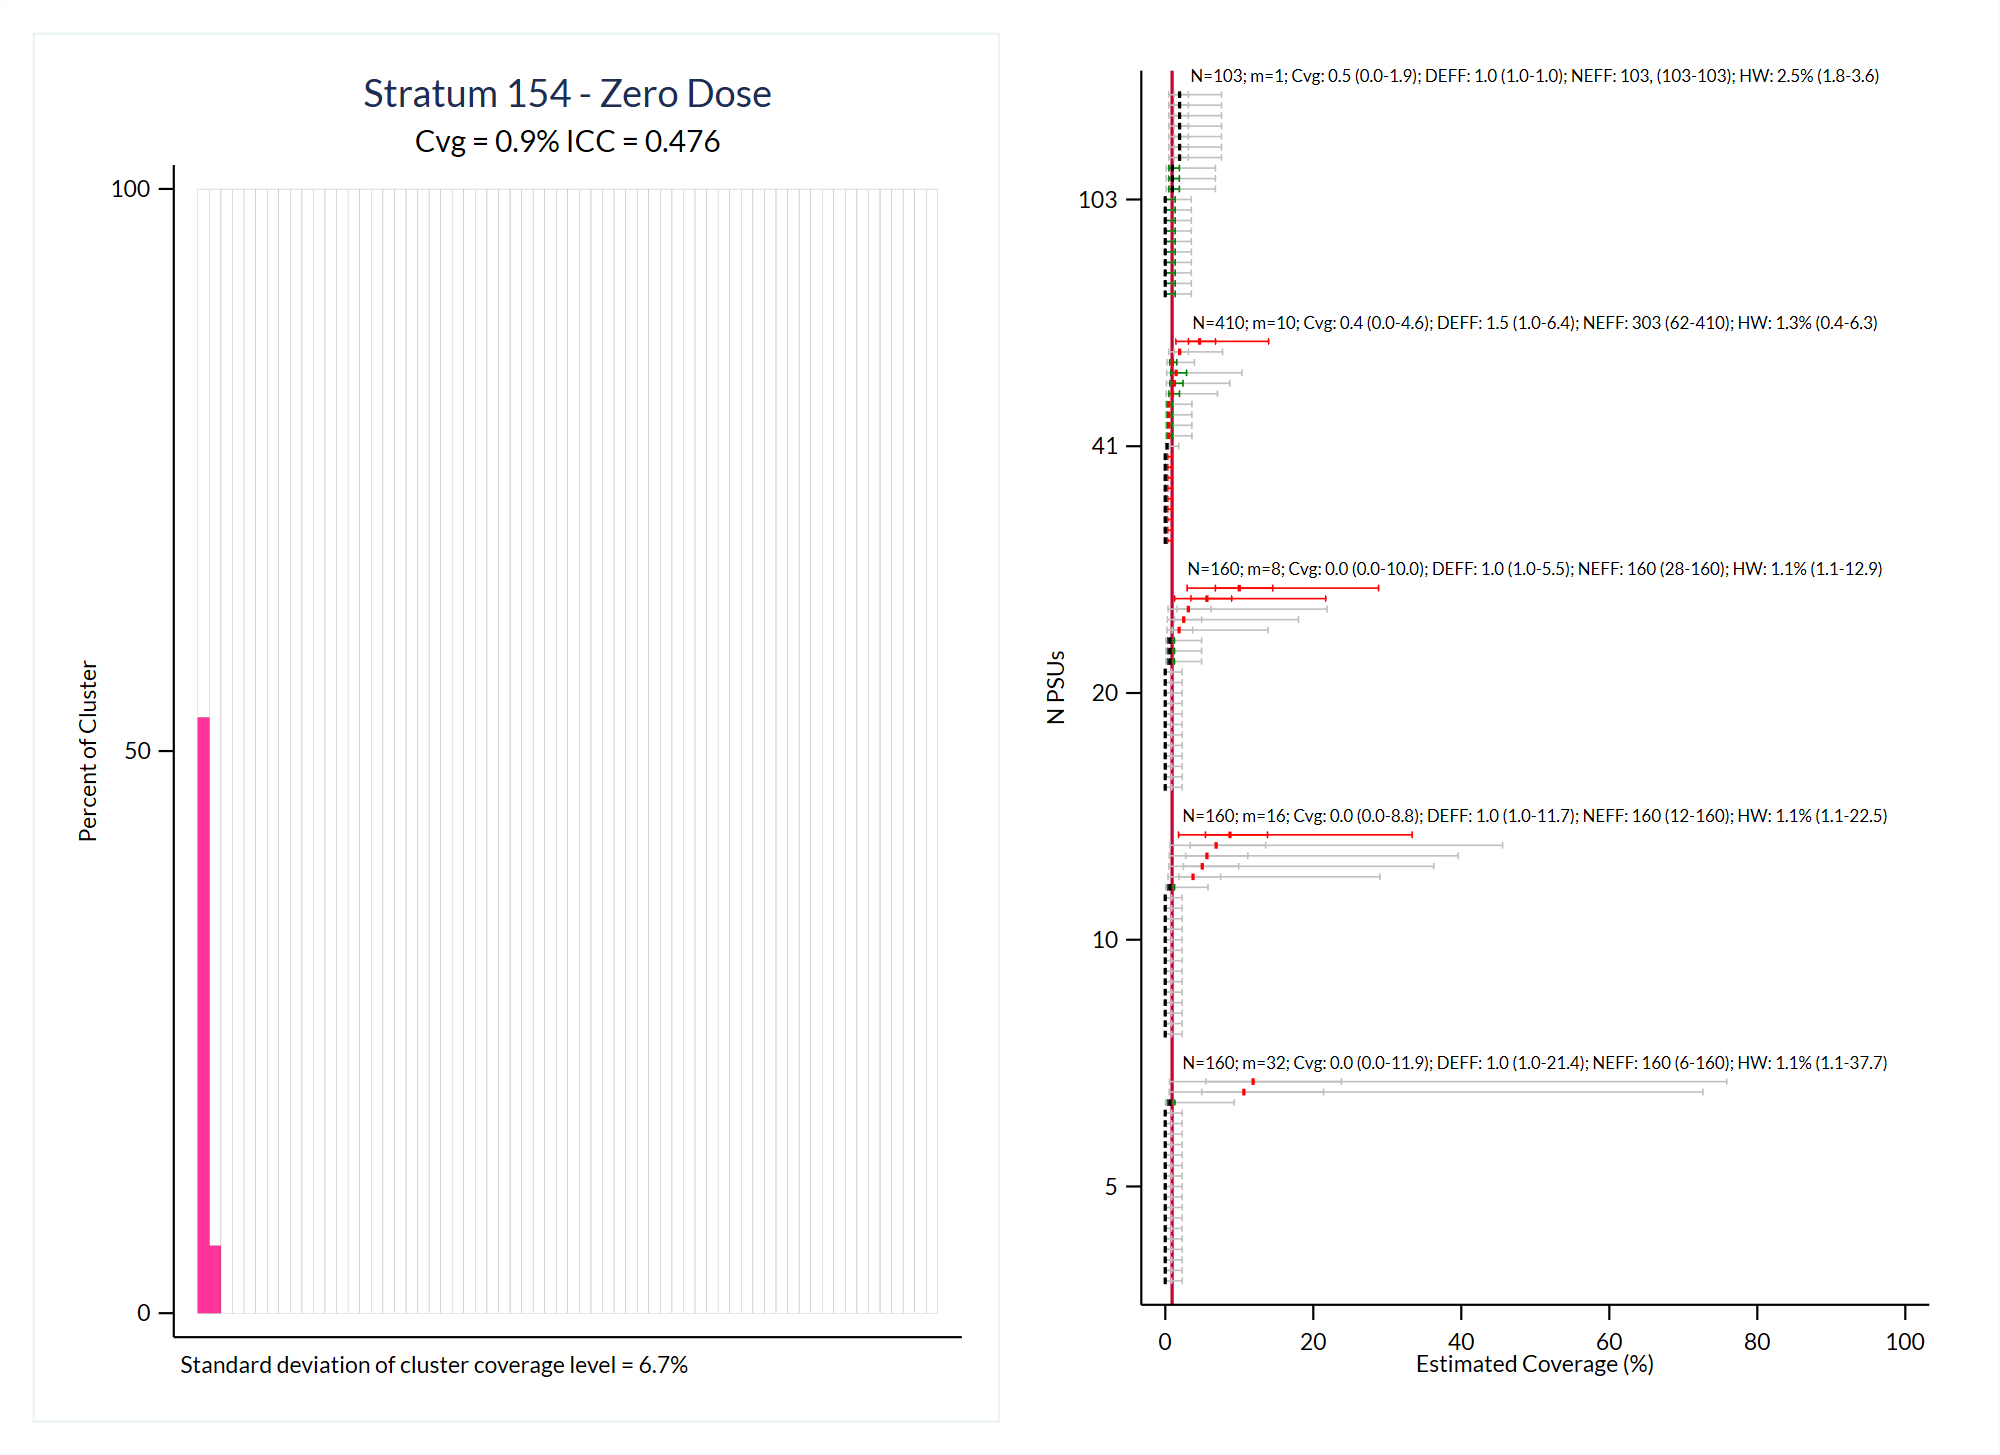 Stratum 154 - Zero Dose
Cvg = 0.9% ICC = 0.476
100
50
0
Percent of Cluster
Standard deviation of cluster coverage level = 6.7%
N=103; m=1; Cvg: 0.5 (0.0-1.9); DEFF: 1.0 (1.0-1.0); NEFF: 103, (103-103); HW: 2.5% (1.8-3.6)
103
N=410; m=10; Cvg: 0.4 (0.0-4.6); DEFF: 1.5 (1.0-6.4); NEFF: 303 (62-410); HW: 1.3% (0.4-6.3)
41
N=160; m=8; Cvg: 0.0 (0.0-10.0); DEFF: 1.0 (1.0-5.5); NEFF: 160 (28-160); HW: 1.1% (1.1-12.9)
20
N=160; m=16; Cvg: 0.0 (0.0-8.8); DEFF: 1.0 (1.0-11.7); NEFF: 160 (12-160); HW: 1.1% (1.1-22.5)
10
N=160; m=32; Cvg: 0.0 (0.0-11.9); DEFF: 1.0 (1.0-21.4); NEFF: 160 (6-160); HW: 1.1% (1.1-37.7)
5
N PSUs
0 20 40 60 80 100
Estimated Coverage (%)